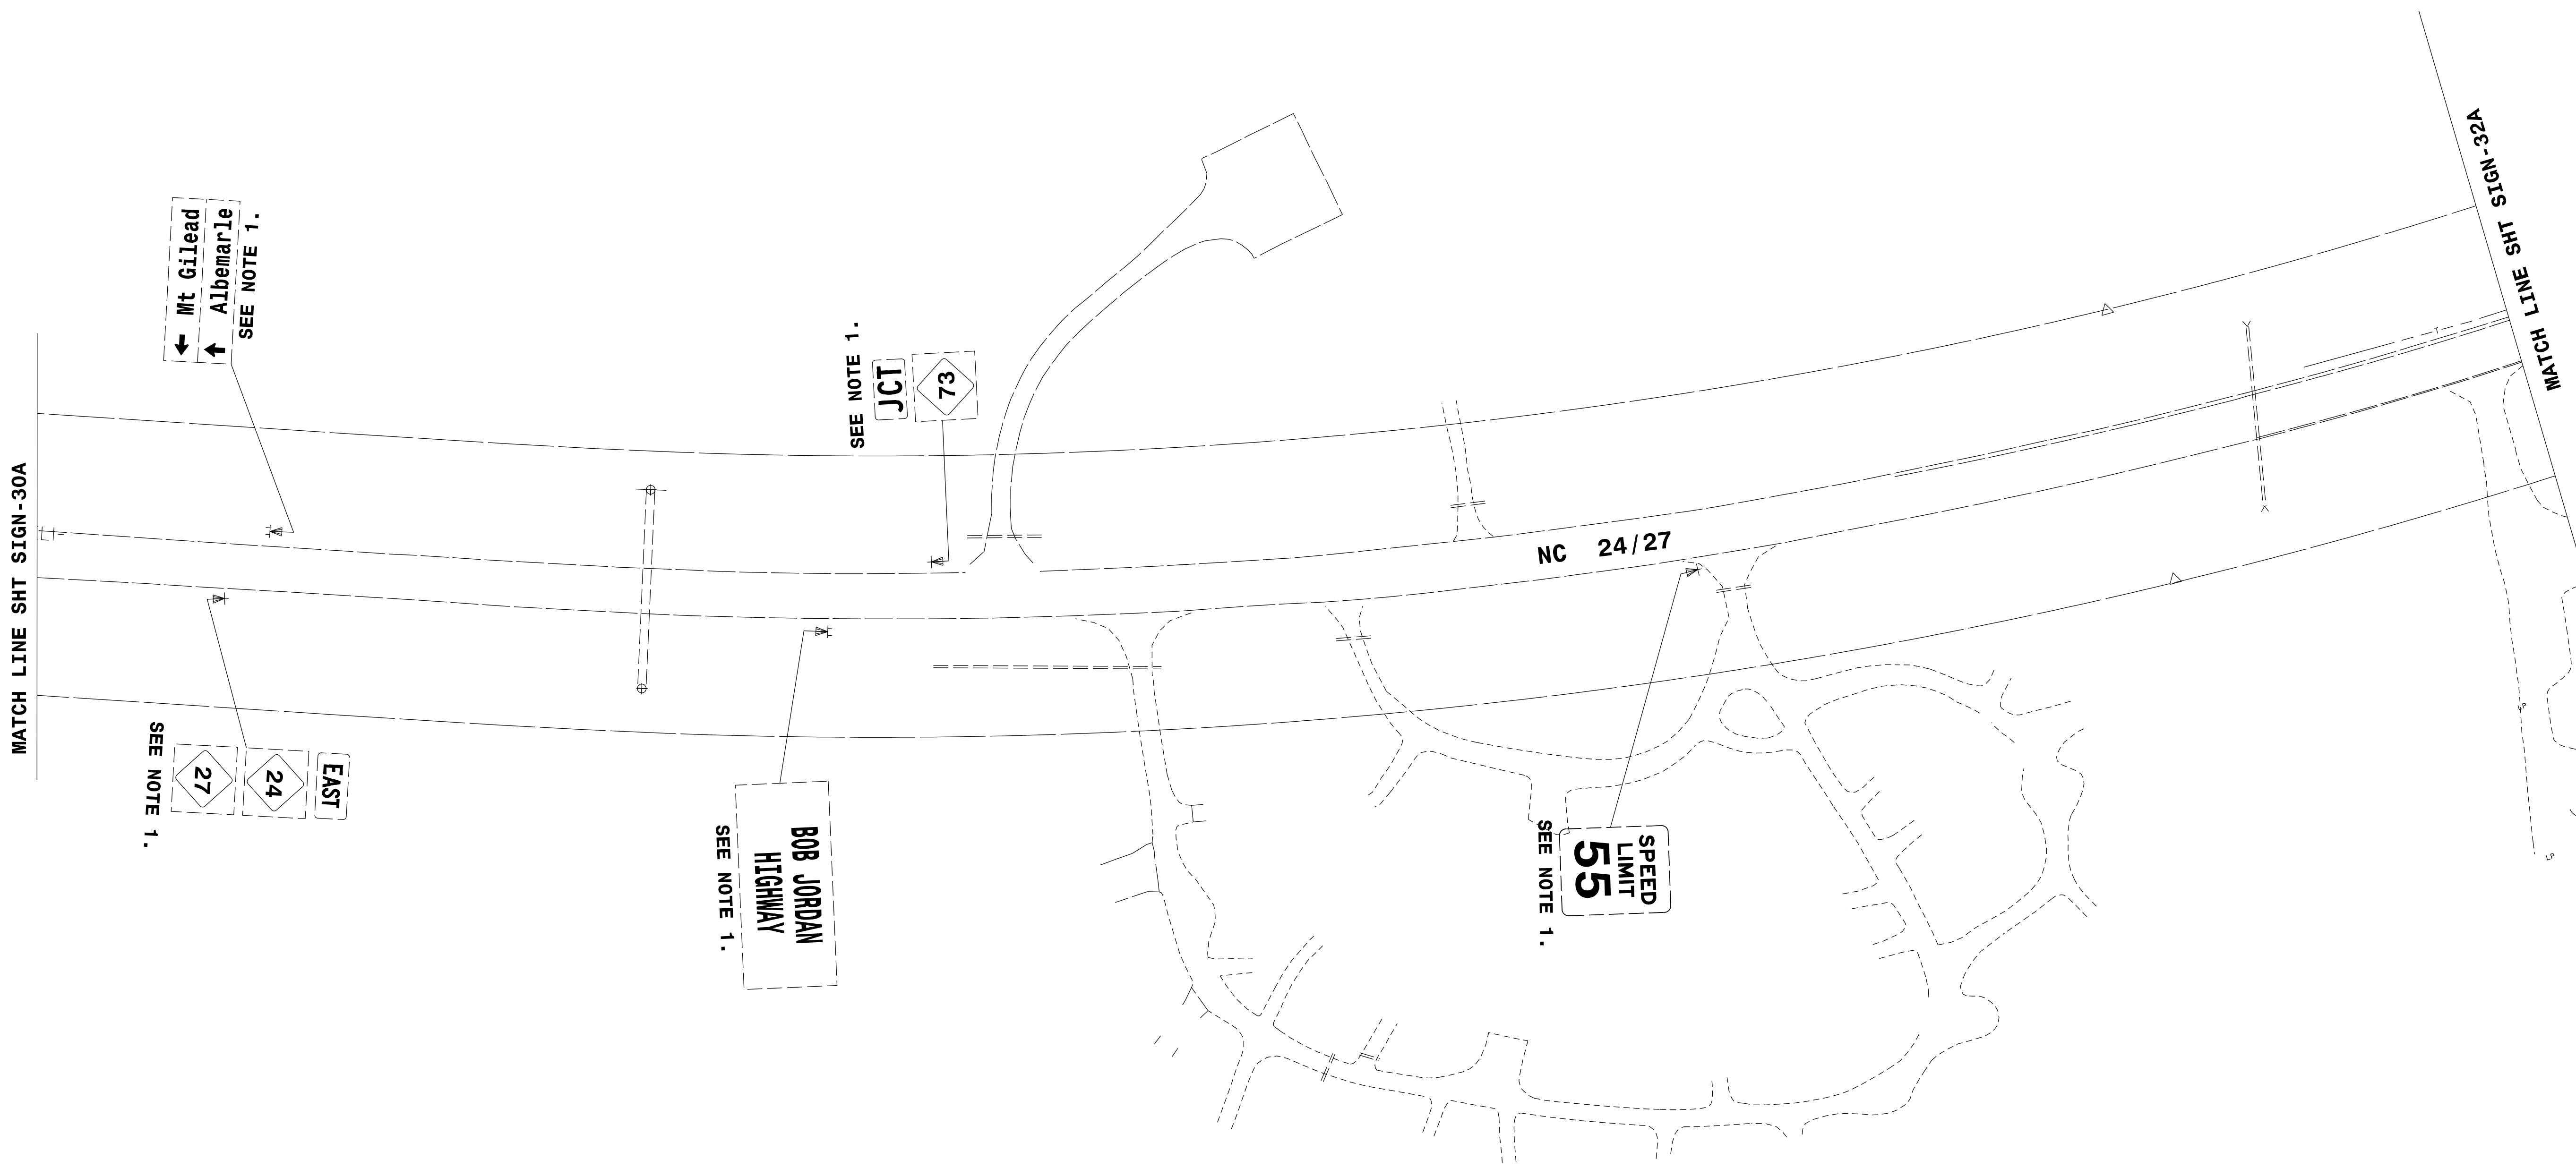 MATCH LINE SHT SIGN-30A
← Mt Gilead
↑ Albemarle
SEE NOTE 1.
SEE NOTE 1.
JCT
73
MATCH LINE SHT SIGN-32A
NC 24/27
EAST
24
27
SEE NOTE 1.
BOB JORDAN
HIGHWAY
SEE NOTE 1.
SPEED
LIMIT
55
SEE NOTE 1.
LP
LP
T